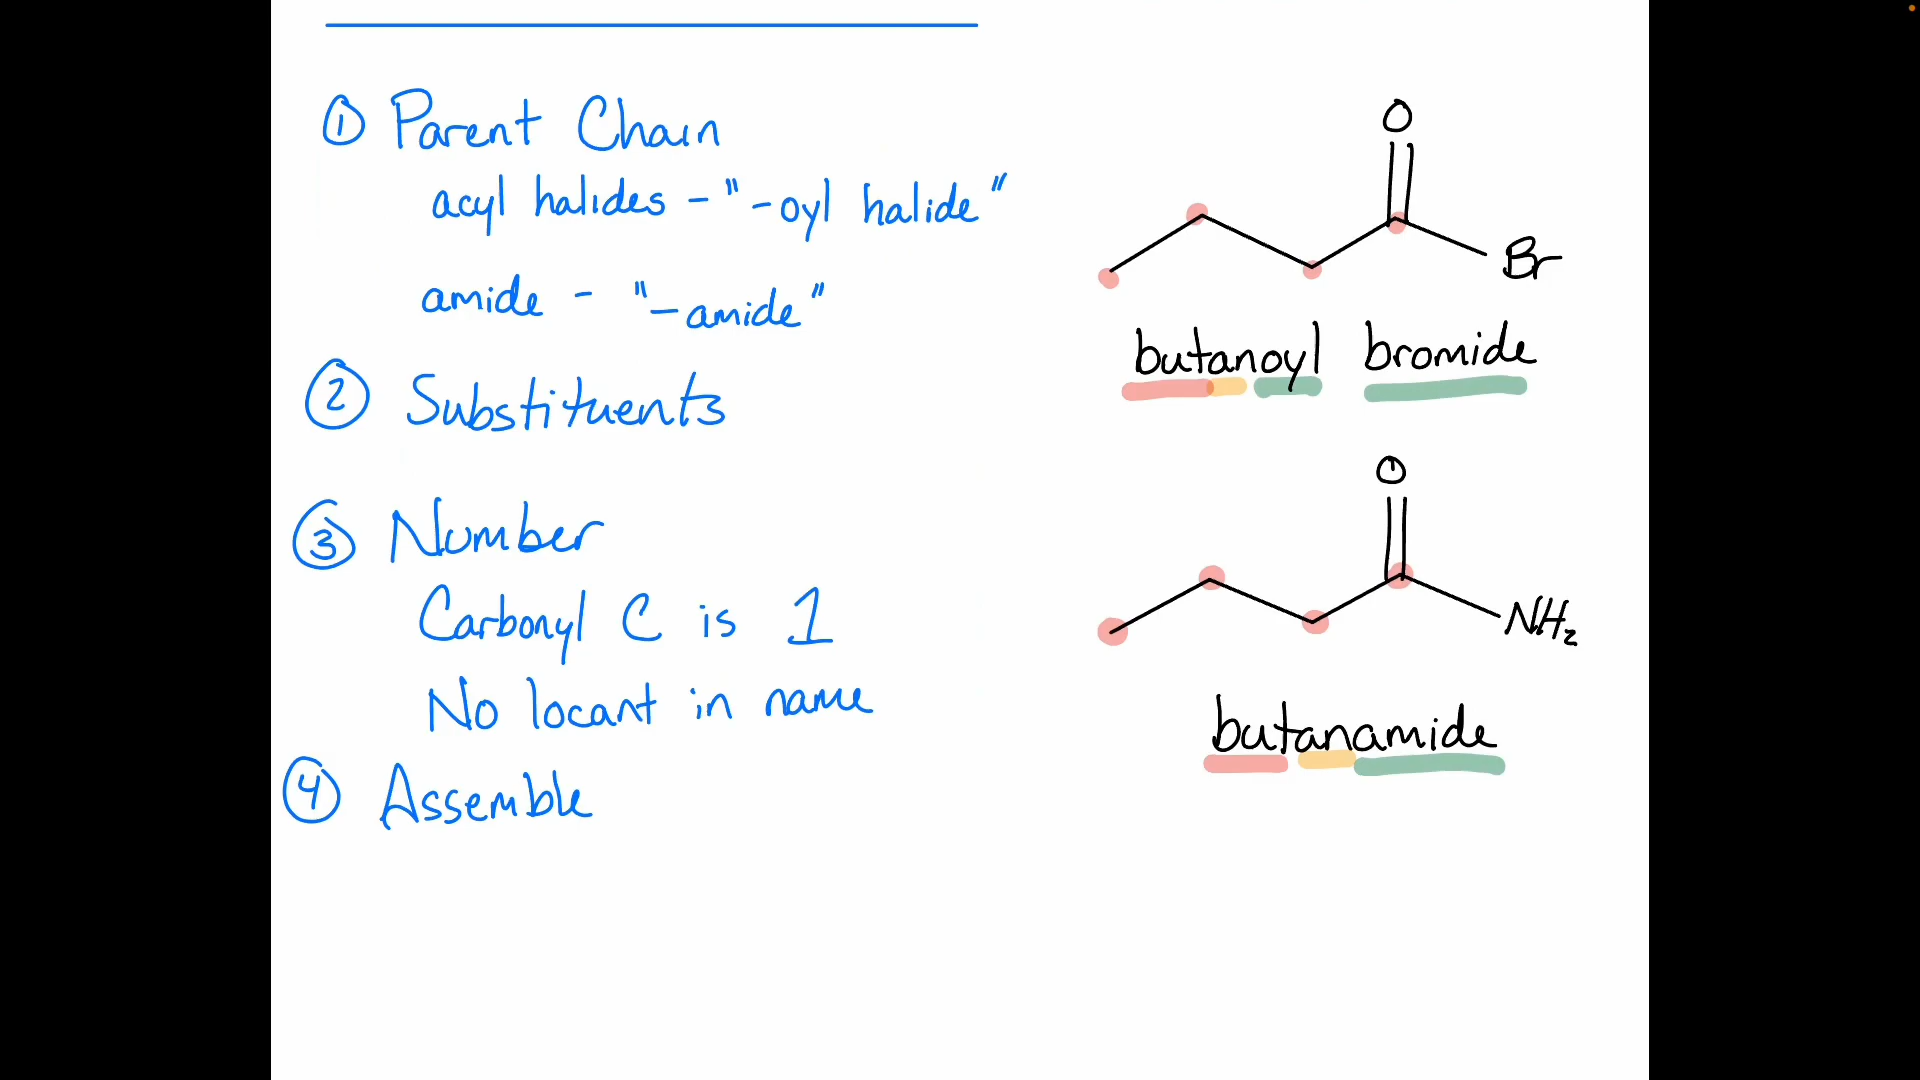 ① Parent Chain
acyl halides - "-oyl halide"
amide - "-amide"
② Substituents
③ Number
Carbonyl C is 1
No locant in name
④ Assemble
O
Br
butanoyl bromide
O
NH₂
butanamide